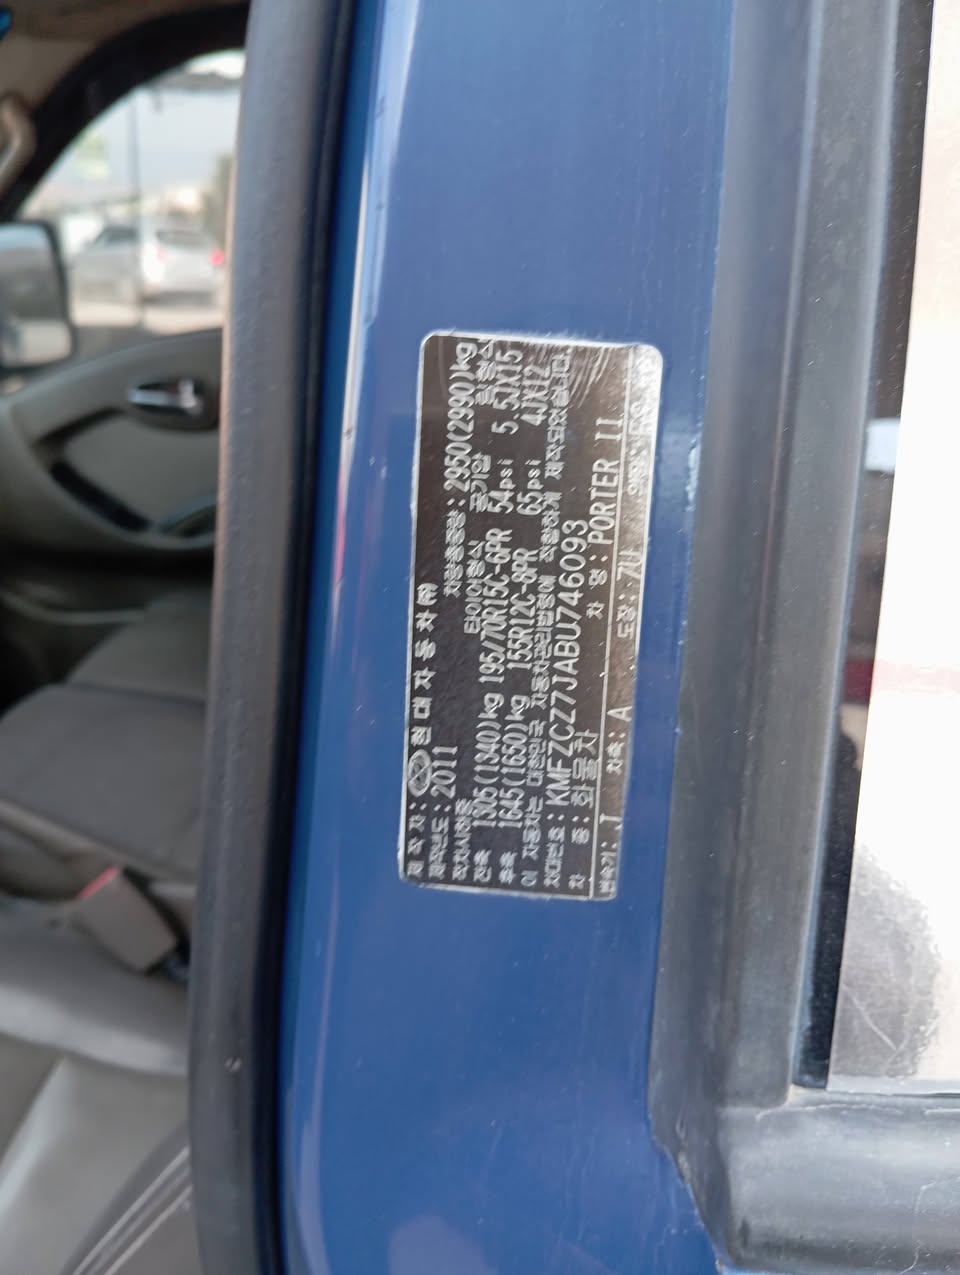 제 작 자 : 현 대 자 동 차 ㈜
제작년도 : 2011 차량총중량 : 2950(2990)kg
장치시하중 타이어형식 공기압 림형식
전축 1305(1340)kg 195/70R15C-6PR 54psi 5.5JX15
후축 1645(1650)kg 155R12C-8PR 65psi 4JX12
이 자동차는 대한민국 자동차관리법령에 적합하게 제작되었습니다.
차대번호 : KMFZCZ7JABU746093
차 종 : 화물차 차 명 : PORTER II
변속기 : J 차축 : A 도장 : 7U